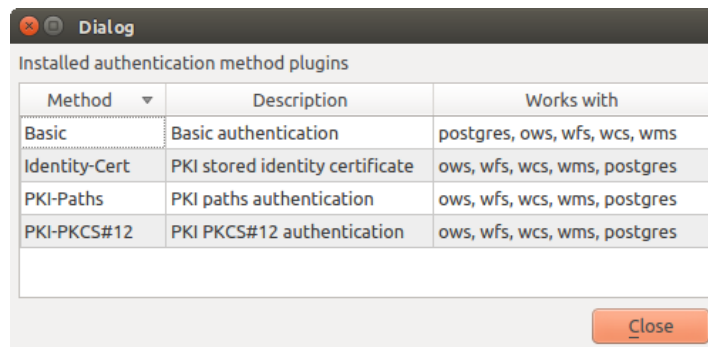 Dialog
Installed authentication method plugins
Method Description Works with
Basic Basic authentication postgres, ows, wfs, wcs, wms
Identity-Cert PKI stored identity certificate ows, wfs, wcs, wms, postgres
PKI-Paths PKI paths authentication ows, wfs, wcs, wms, postgres
PKI-PKCS#12 PKI PKCS#12 authentication ows, wfs, wcs, wms, postgres
Close